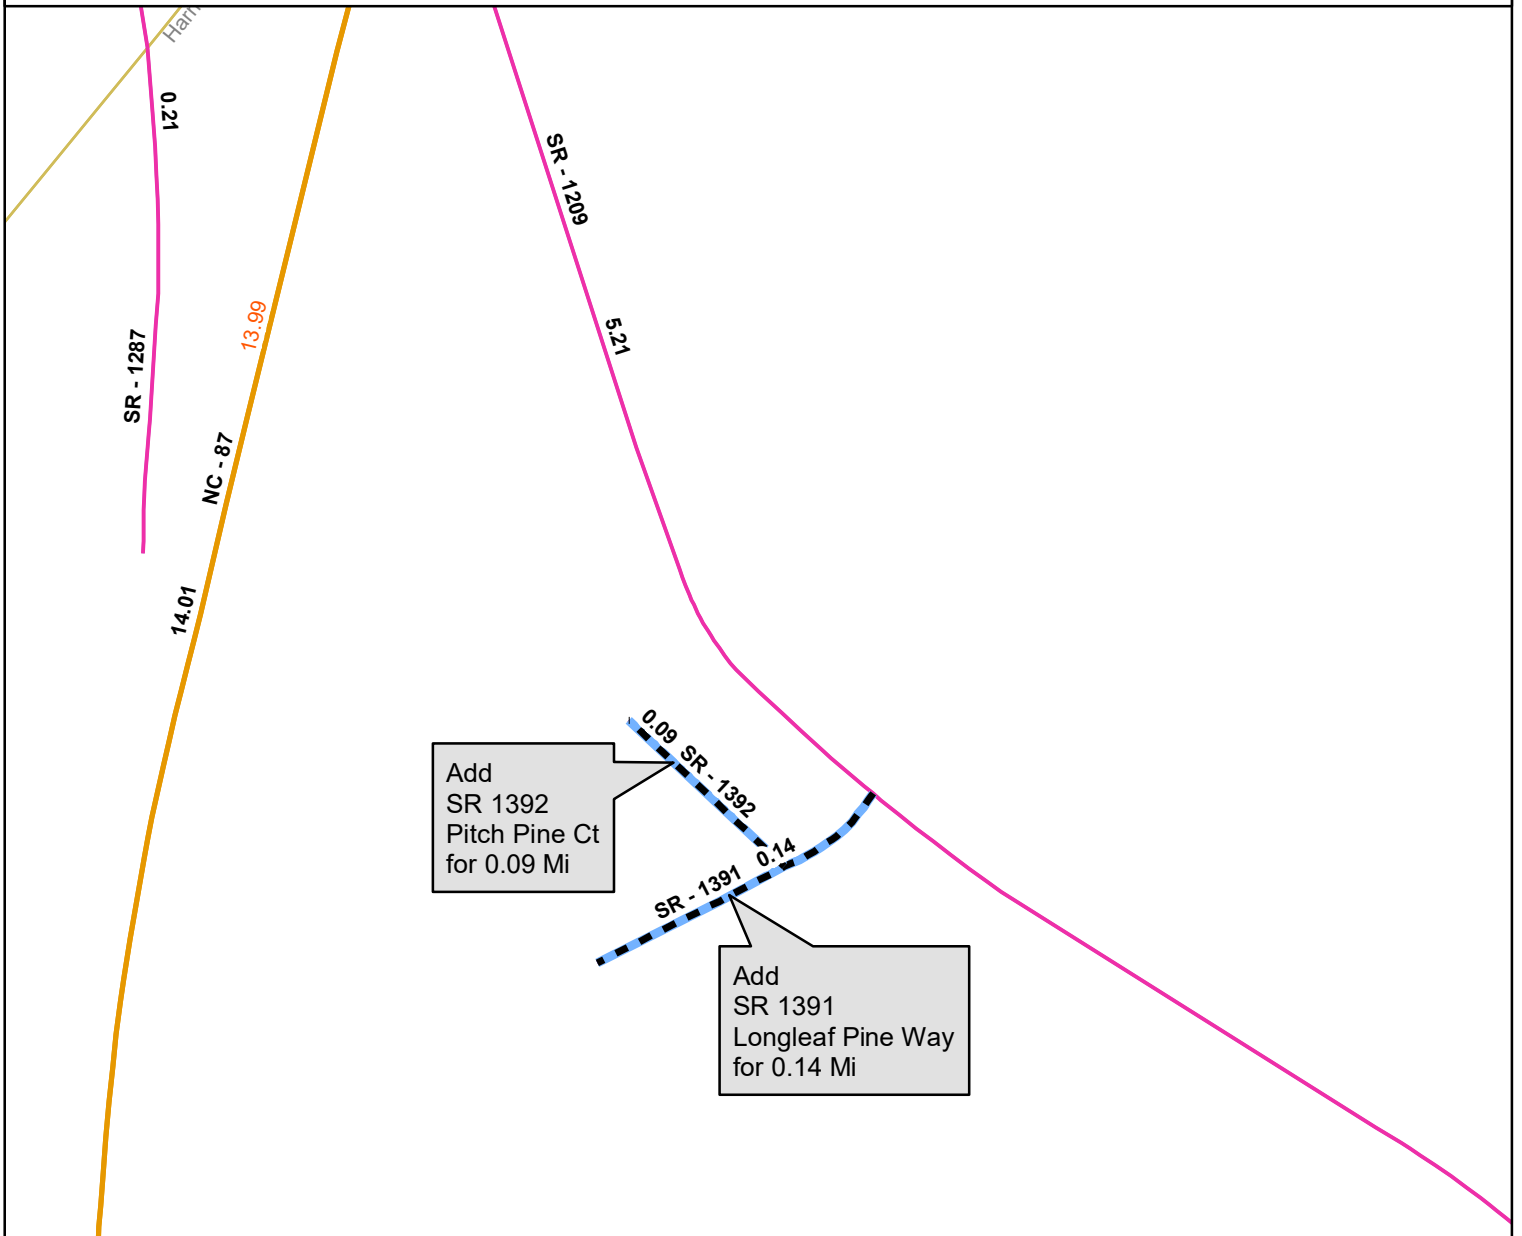 0.21
SR - 1209
13.99
5.21
SR - 1287
NC - 87
14.01
0.09
SR - 1392
Add
SR 1392
Pitch Pine Ct
for 0.09 Mi
0.14
SR - 1391
Add
SR 1391
Longleaf Pine Way
for 0.14 Mi